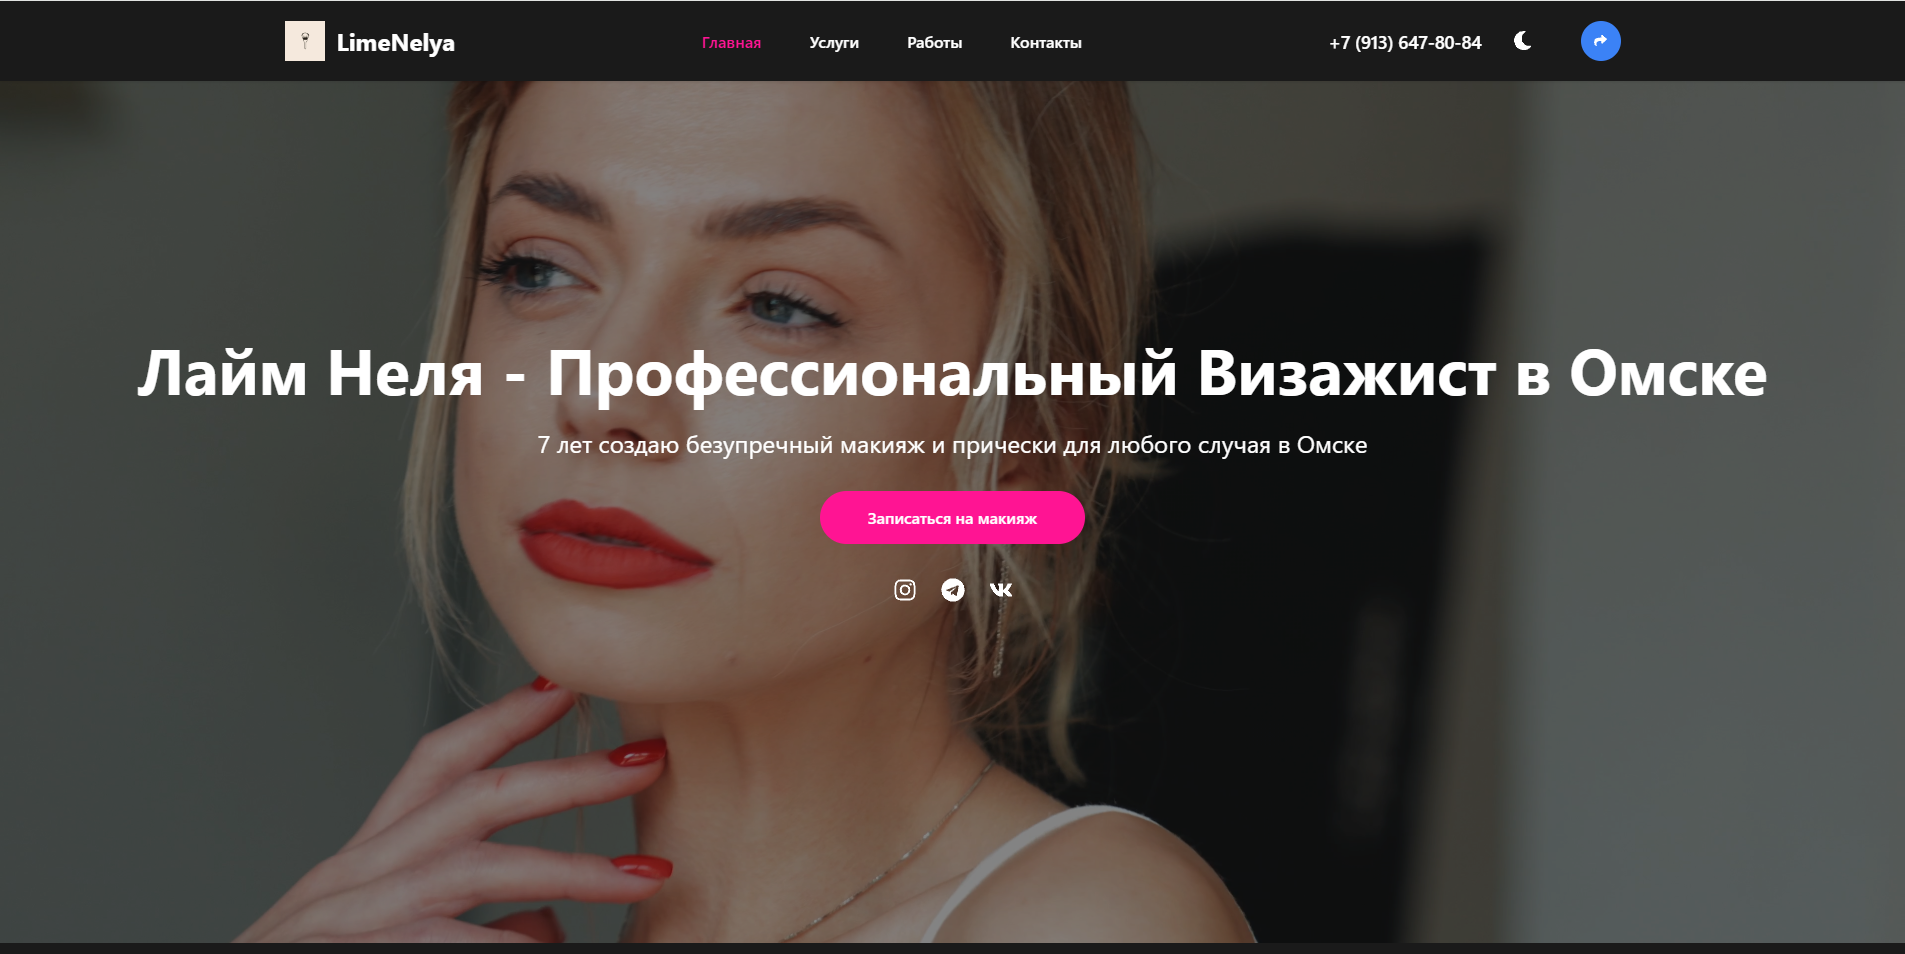 LimeNelya
Главная
Услуги
Работы
Контакты
+7 (913) 647-80-84
Лайм Неля - Профессиональный Визажист в Омске
7 лет создаю безупречный макияж и прически для любого случая в Омске
Записаться на макияж